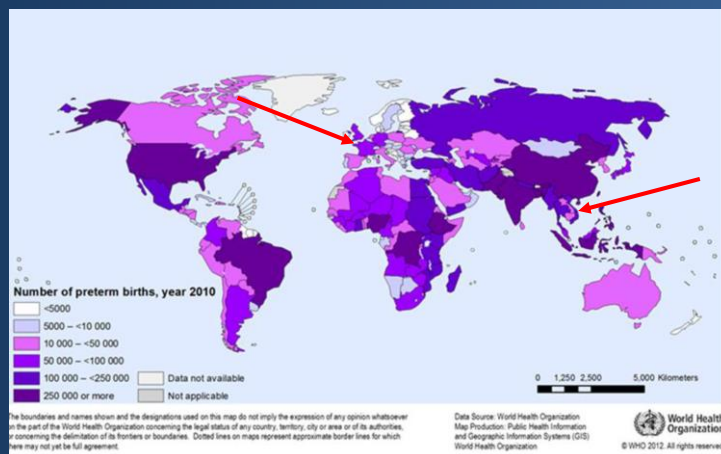 Number of preterm births, year 2010
<5000
5000 – <10 000
10 000 – <50 000
50 000 – <100 000
100 000 – <250 000
250 000 or more
Data not available
Not applicable
0 1,250 2,500 5,000 Kilometers
The boundaries and names shown and the designations used on this map do not imply the expression of any opinion whatsoever
on the part of the World Health Organization concerning the legal status of any country, territory, city or area or of its authorities,
or concerning the delimitation of its frontiers or boundaries. Dotted lines on maps represent approximate border lines for which
there may not yet be full agreement.
Data Source: World Health Organization
Map Production: Public Health Information
and Geographic Information Systems (GIS)
World Health Organization
World Health
Organization
© WHO 2012. All rights reserved